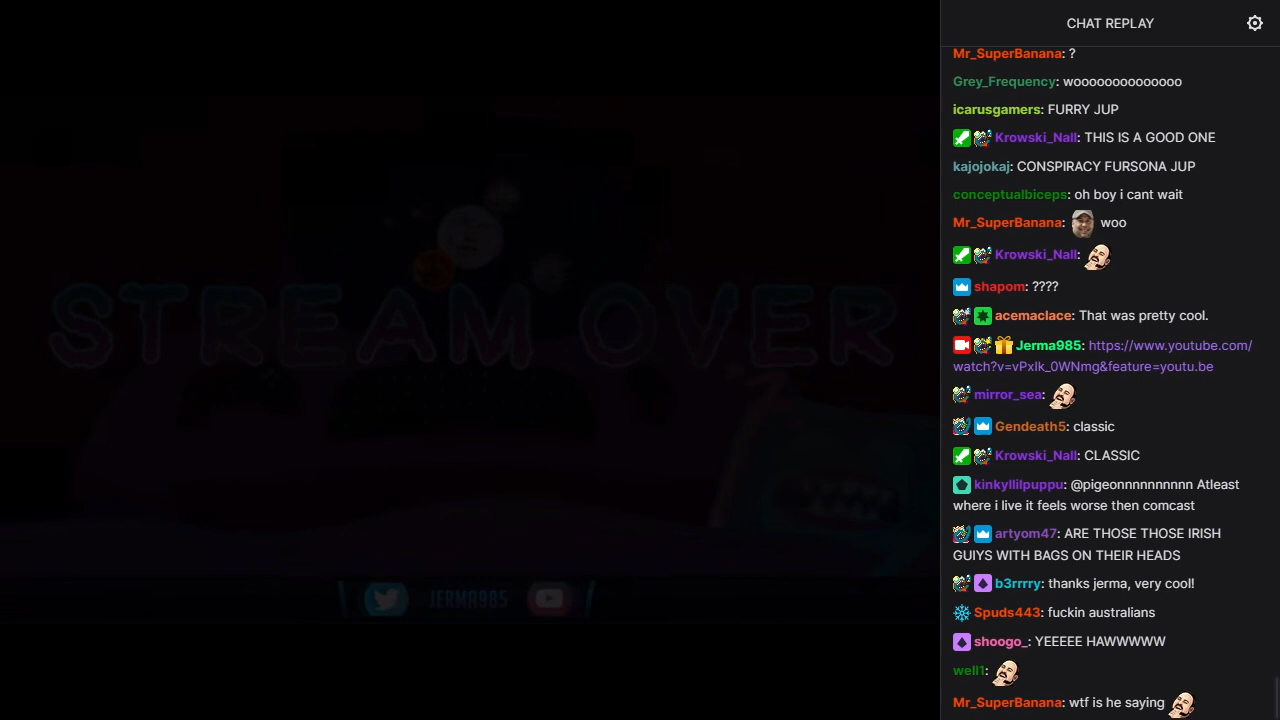 STREAM OVER
JERMA985
CHAT REPLAY
Mr_SuperBanana: ?
Grey_Frequency: woooooooooooooo
icarusgamers: FURRY JUP
Krowski_Nall: THIS IS A GOOD ONE
kajojokaj: CONSPIRACY FURSONA JUP
conceptualbiceps: oh boy i cant wait
Mr_SuperBanana: woo
Krowski_Nall:
shapom: ????
acemaclace: That was pretty cool.
Jerma985: https://www.youtube.com/
watch?v=vPxlk_0WNmg&feature=youtu.be
mirror_sea:
Gendeath5: classic
Krowski_Nall: CLASSIC
kinkyllilpuppu: @pigeonnnnnnnnnn Atleast
where i live it feels worse then comcast
artyom47: ARE THOSE THOSE IRISH
GUIYS WITH BAGS ON THEIR HEADS
b3rrrry: thanks jerma, very cool!
Spuds443: fuckin australians
shoogo_: YEEEEE HAWWWWW
well1:
Mr_SuperBanana: wtf is he saying